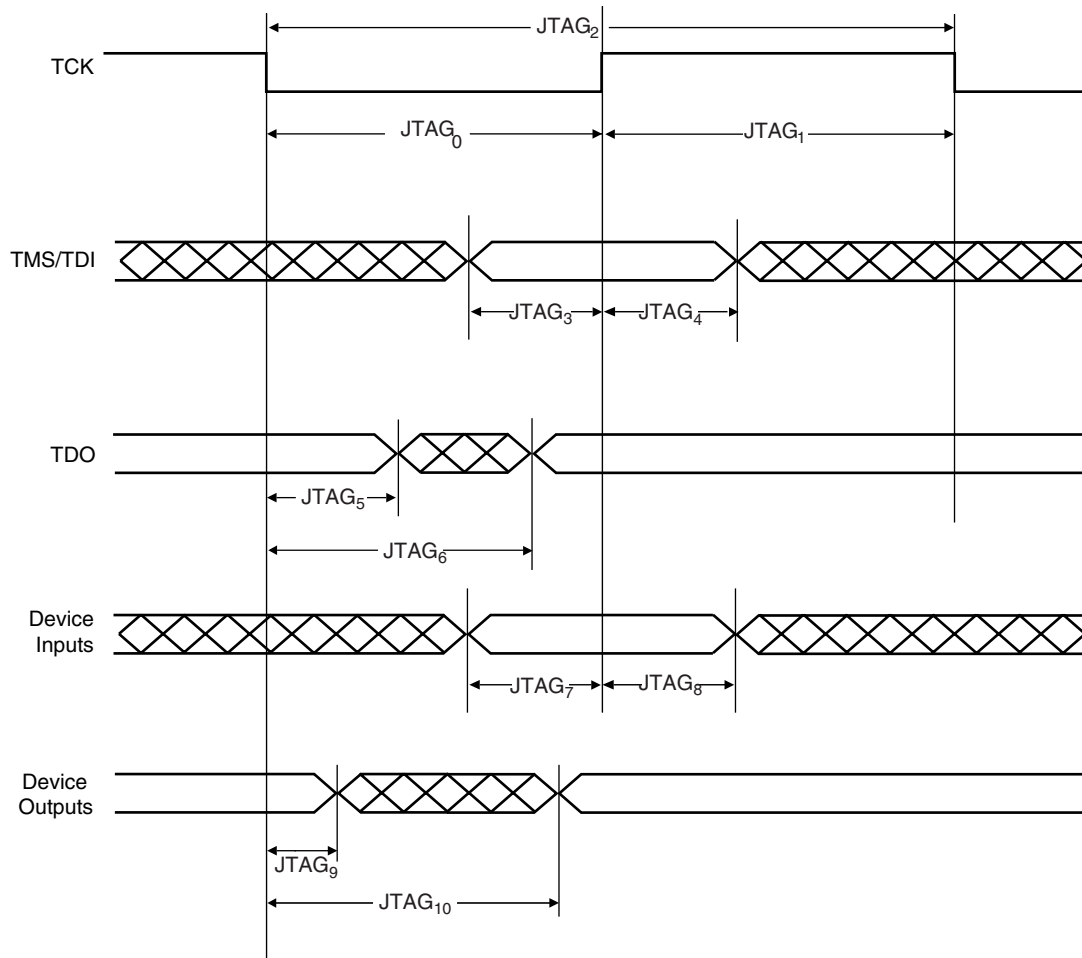 JTAG₂
TCK
JTAG₀
JTAG₁
TMS/TDI
JTAG₃
JTAG₄
TDO
JTAG₅
JTAG₆
Device
Inputs
JTAG₇
JTAG₈
Device
Outputs
JTAG₉
JTAG₁₀